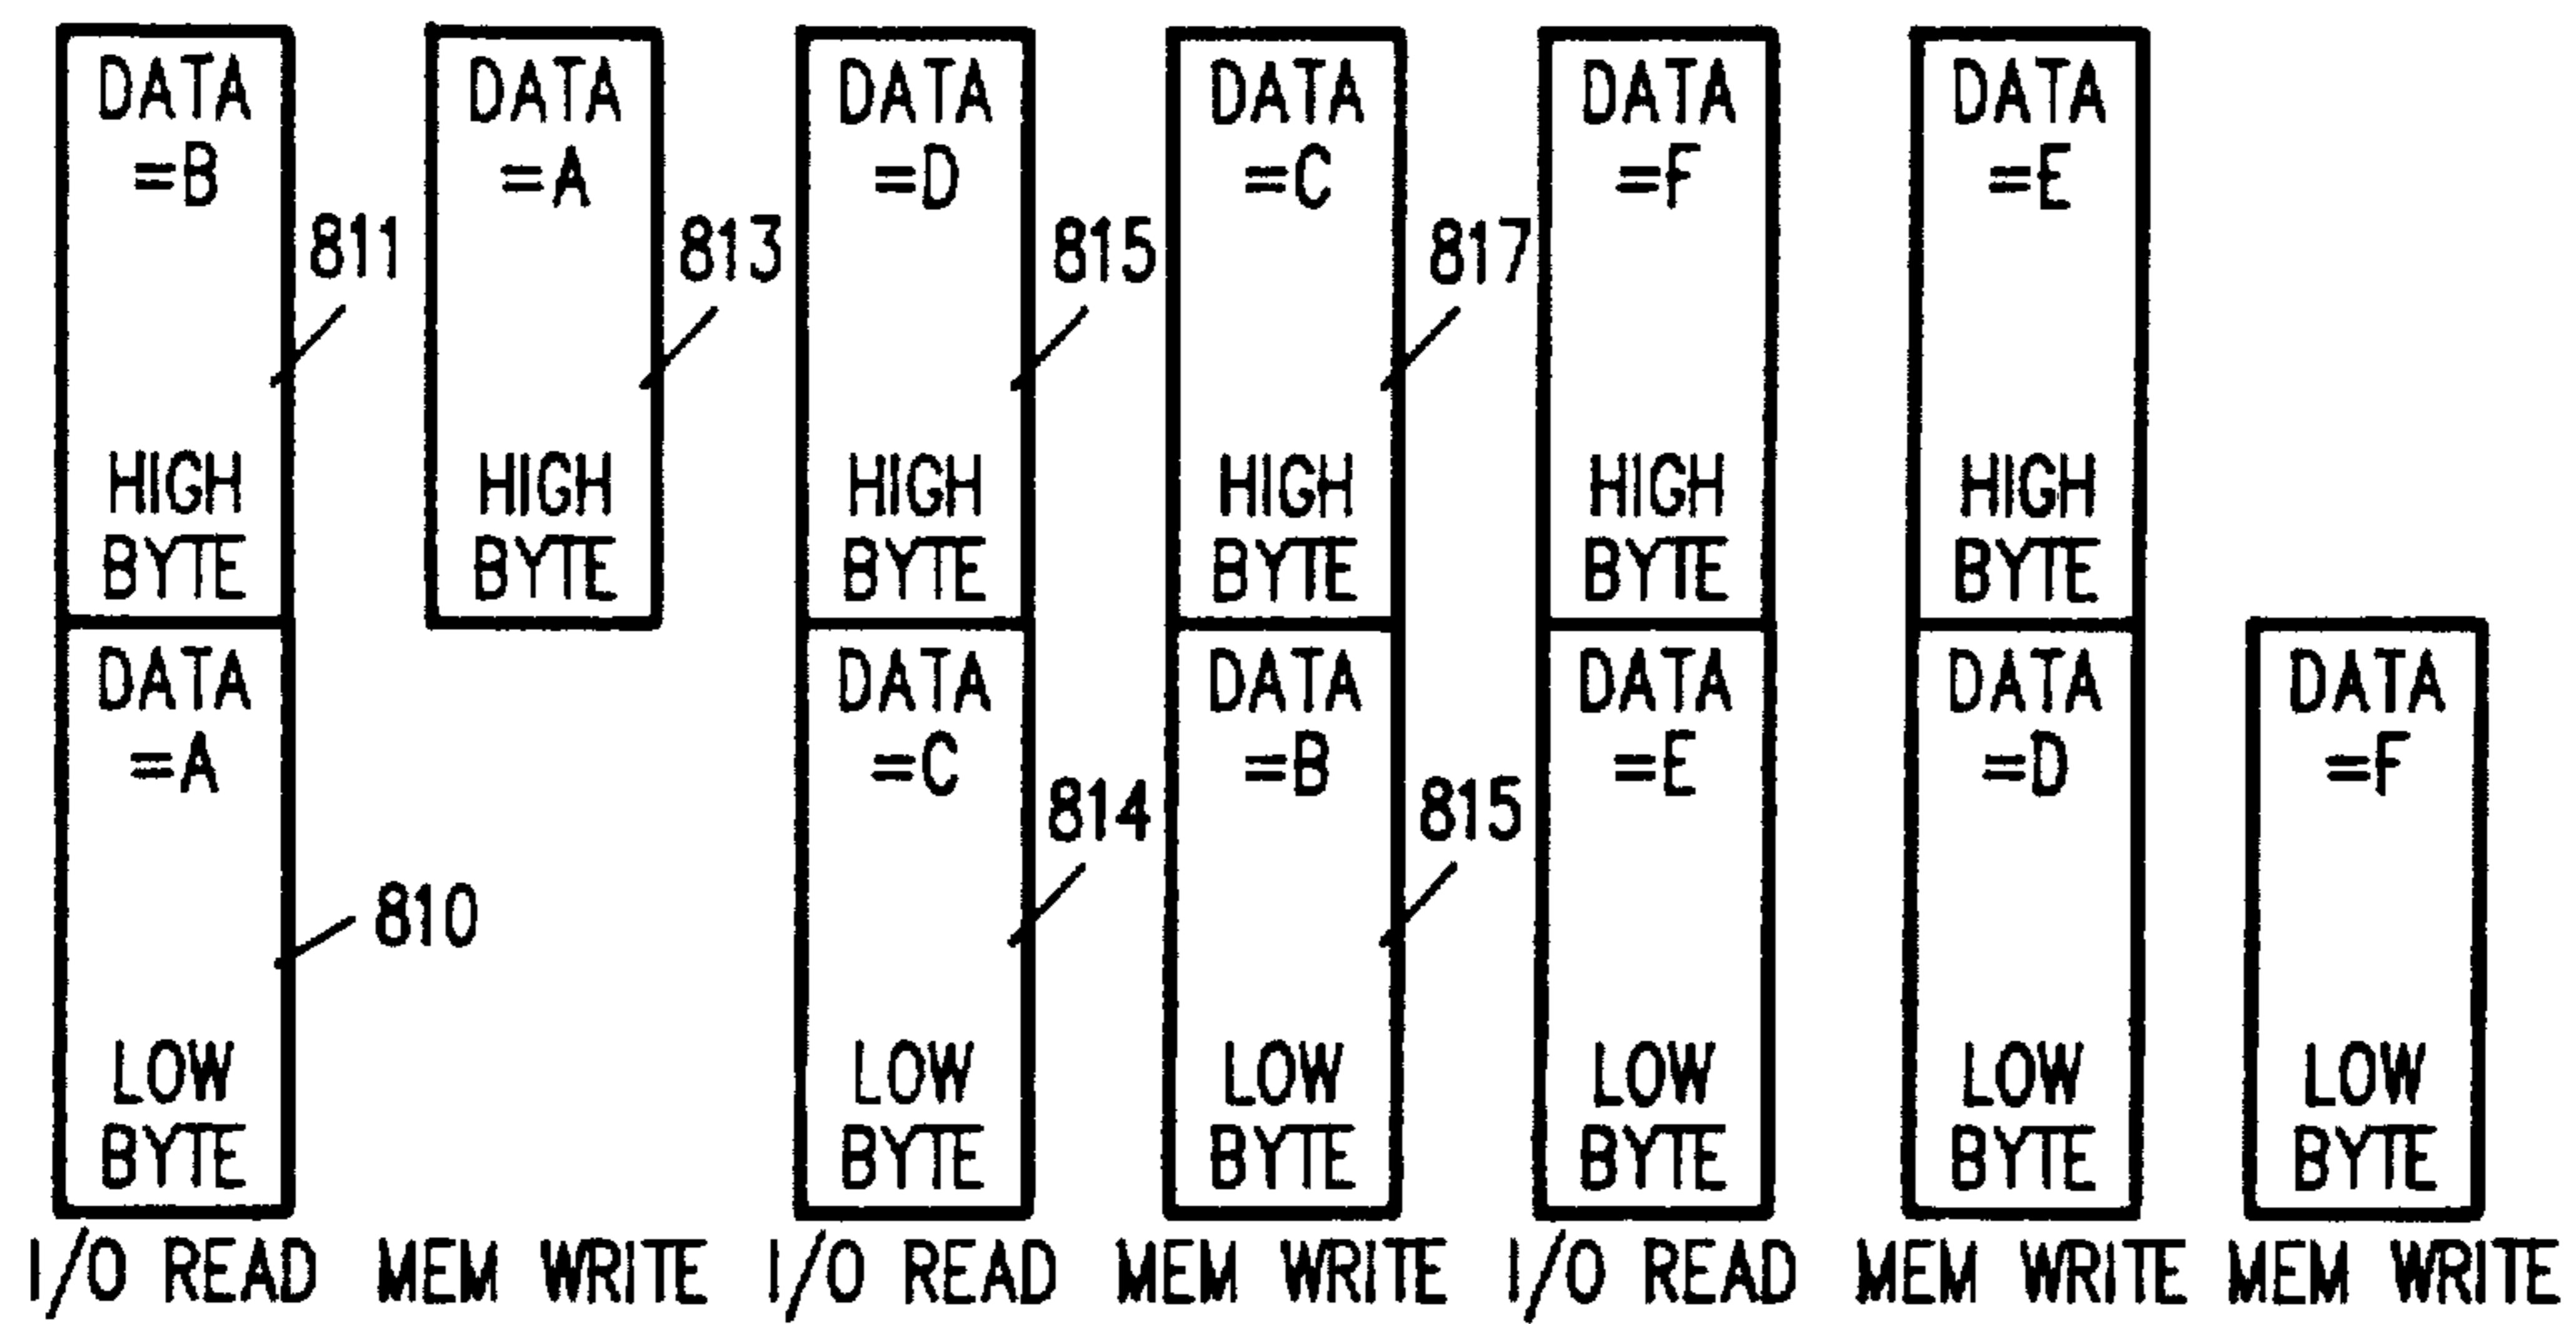 DATA
=B
HIGH
BYTE
811
DATA
=A
LOW
BYTE
810
I/O READ
DATA
=A
HIGH
BYTE
813
MEM WRITE
DATA
=D
HIGH
BYTE
815
DATA
=C
LOW
BYTE
814
I/O READ
DATA
=C
HIGH
BYTE
817
DATA
=B
LOW
BYTE
815
MEM WRITE
DATA
=F
HIGH
BYTE
DATA
=E
LOW
BYTE
I/O READ
DATA
=E
HIGH
BYTE
DATA
=D
LOW
BYTE
MEM WRITE
DATA
=F
LOW
BYTE
MEM WRITE